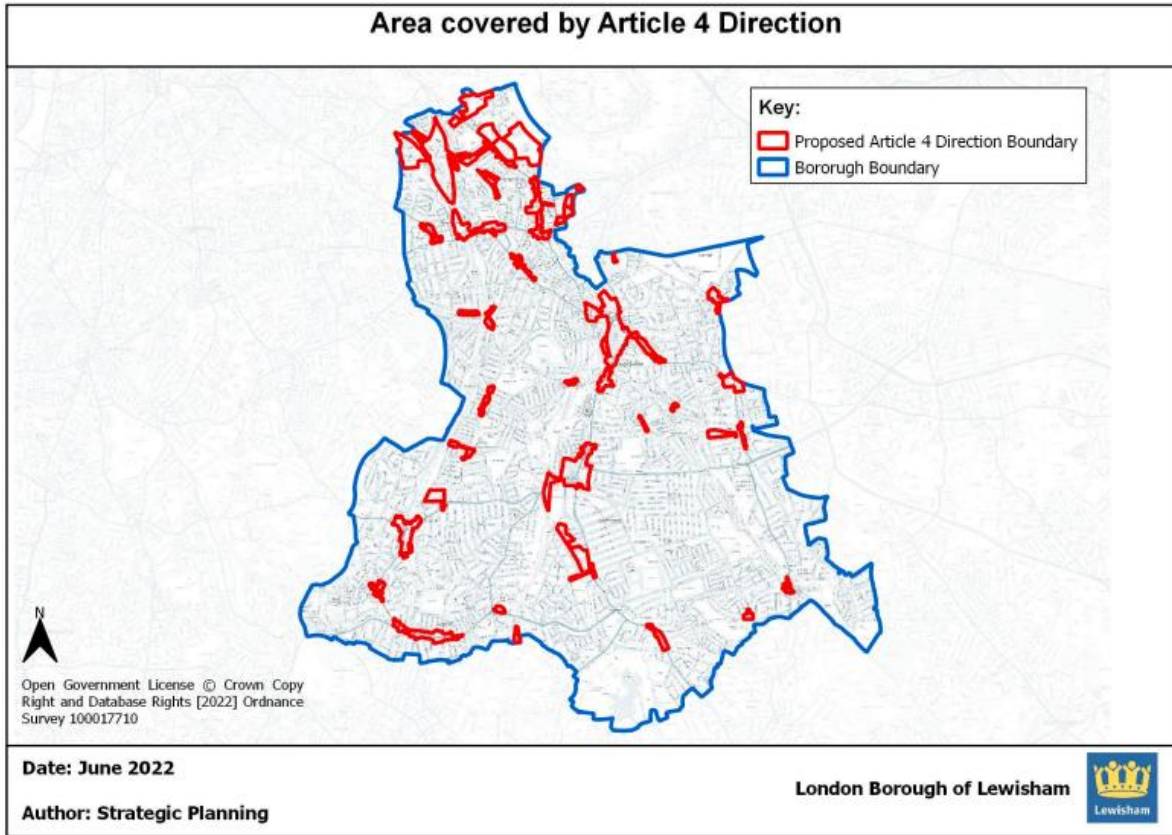 Area covered by Article 4 Direction
Key:
Proposed Article 4 Direction Boundary
Bororugh Boundary
N
Open Government License © Crown Copy
Right and Database Rights [2022] Ordnance
Survey 100017710
Date: June 2022
Author: Strategic Planning
London Borough of Lewisham
Lewisham